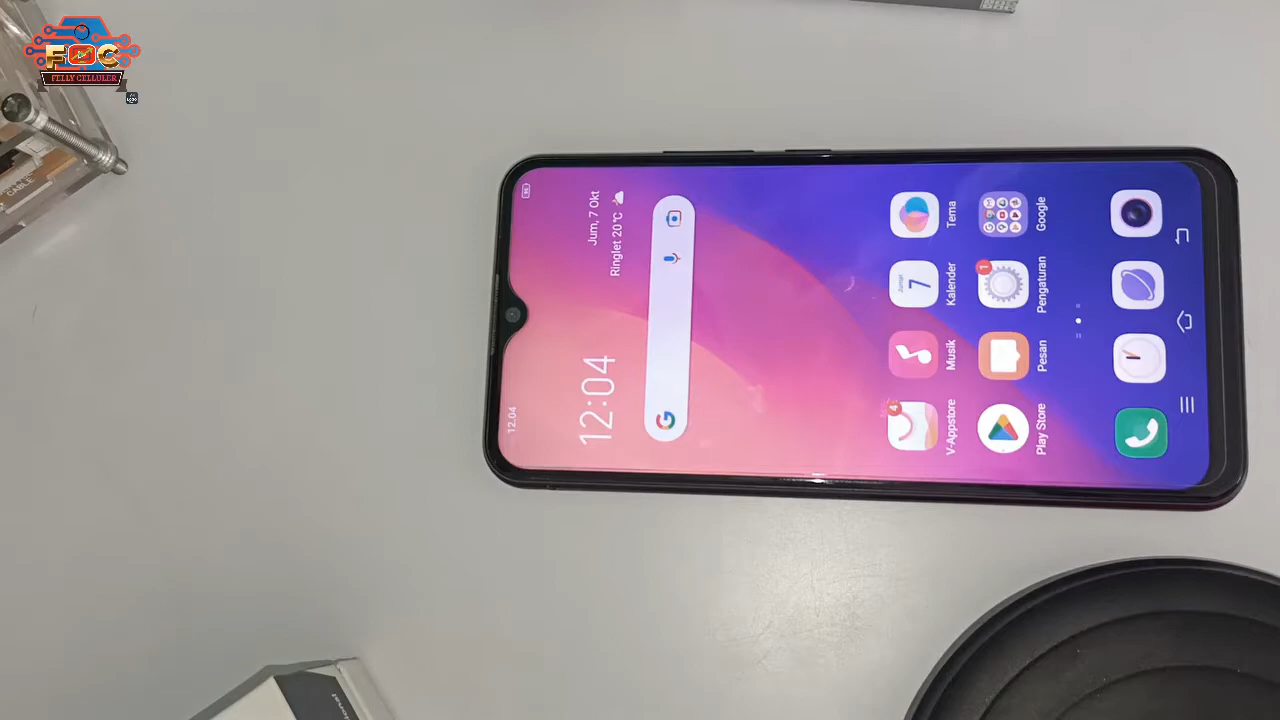 FCC
FELLY CELLULER
CABLE
12.04
12:04
Jum, 7 Okt
Ringlet 20°C
Tema
Kalender
Musik
V-Appstore
Google
Pengaturan
Pesan
Play Store
Jumat
7
4
1
G